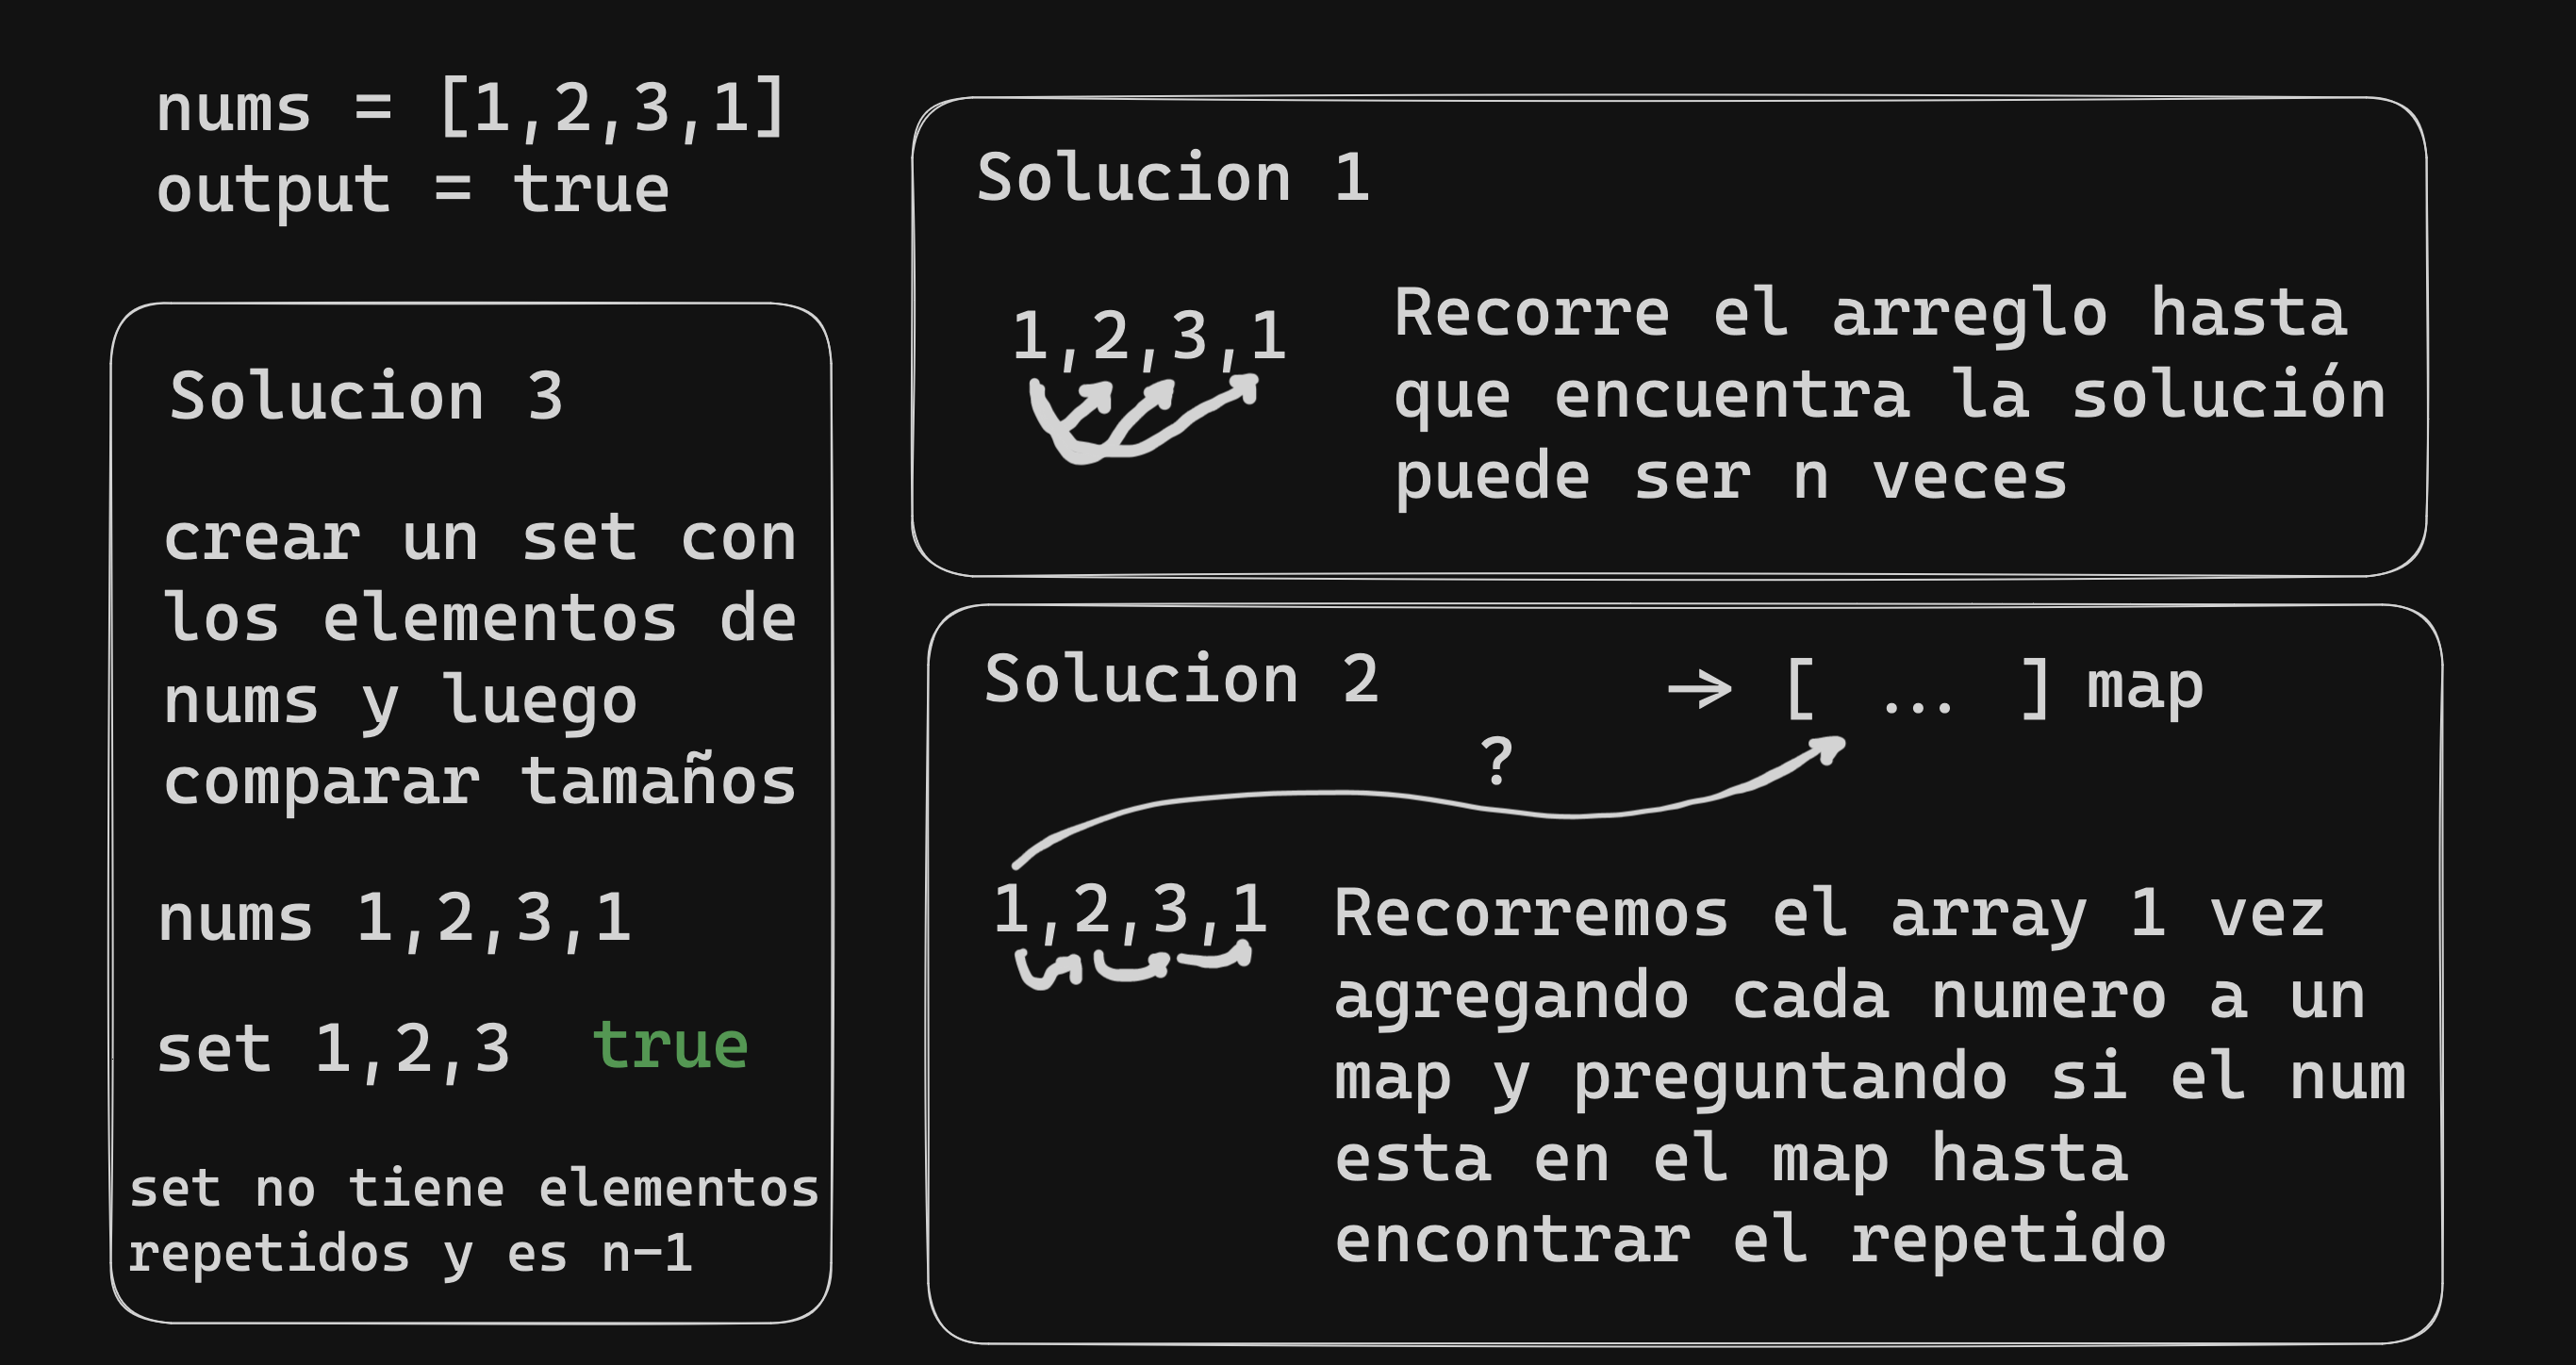 nums = [1,2,3,1]
output = true
Solucion 1
1,2,3,1
Recorre el arreglo hasta
que encuentra la solución
puede ser n veces
Solucion 2
-> [ ... ] map
?
1,2,3,1
Recorremos el array 1 vez
agregando cada numero a un
map y preguntando si el num
esta en el map hasta
encontrar el repetido
Solucion 3
crear un set con
los elementos de
nums y luego
comparar tamaños
nums 1,2,3,1
set 1,2,3 true
set no tiene elementos
repetidos y es n-1